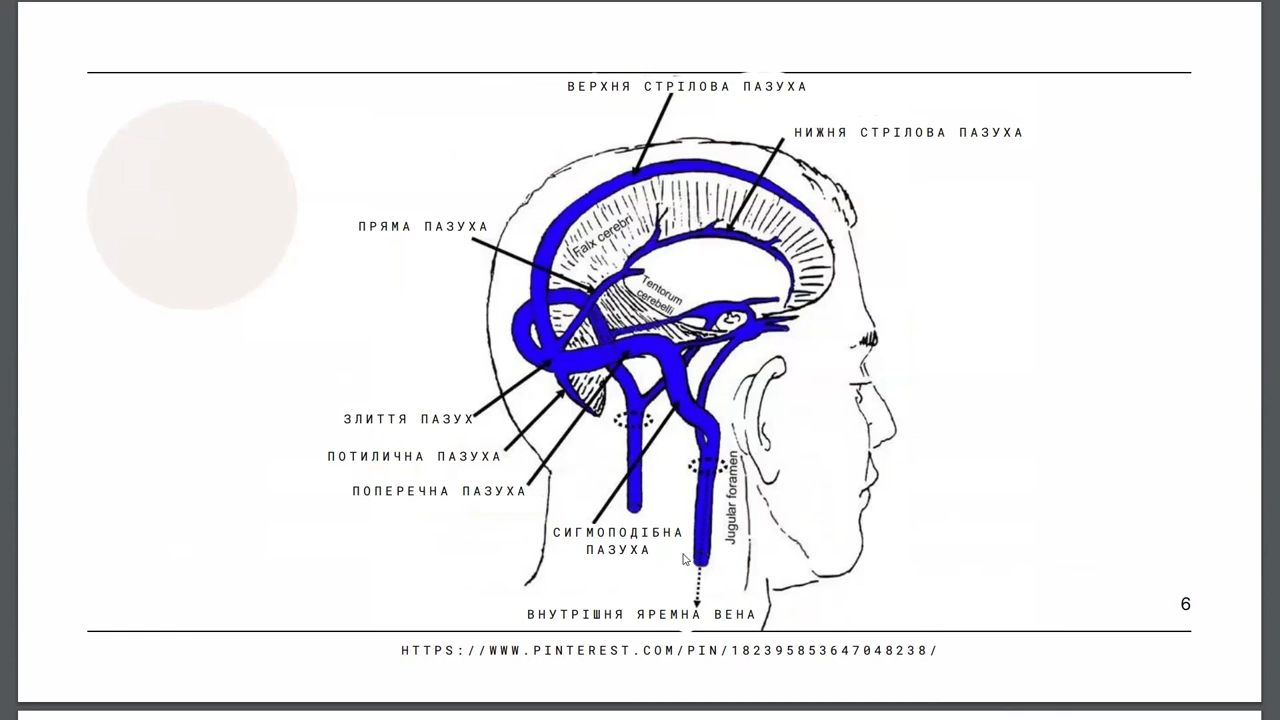 ВЕРХНЯ СТРІЛОВА ПАЗУХА
НИЖНЯ СТРІЛОВА ПАЗУХА
ПРЯМА ПАЗУХА
Falx cerebri
Tentorum
cerebelli
ЗЛИТТЯ ПАЗУХ
ПОТИЛИЧНА ПАЗУХА
ПОПЕРЕЧНА ПАЗУХА
Jugular foramen
СИГМОПОДІБНА
ПАЗУХА
ВНУТРІШНЯ ЯРЕМНА ВЕНА
6
HTTPS://WWW.PINTEREST.COM/PIN/182395853647048238/